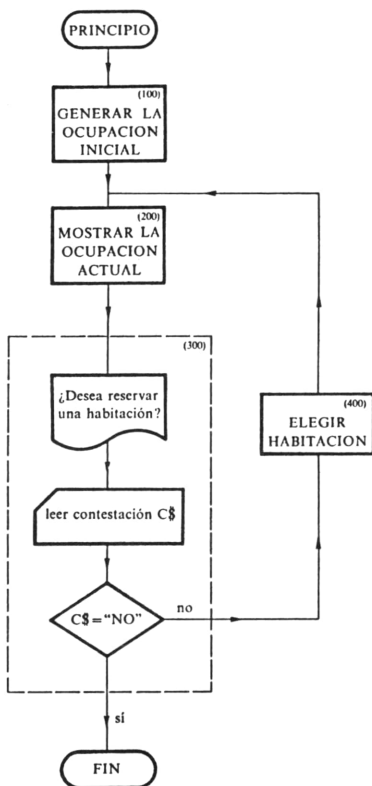 PRINCIPIO
(100)
GENERAR LA
OCUPACION
INICIAL
(200)
MOSTRAR LA
OCUPACION
ACTUAL
(300)
¿Desea reservar
una habitación?
(400)
ELEGIR
HABITACION
leer contestación C$
C$="NO"
no
sí
FIN